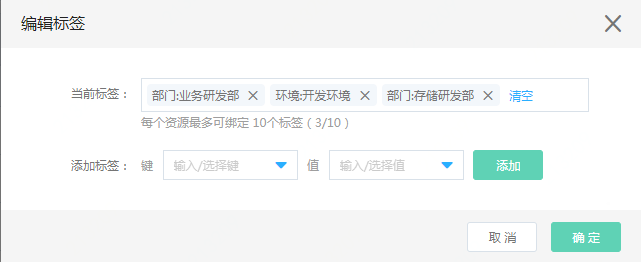 编辑标签
当前标签： 部门:业务研发部 × 环境:开发环境 × 部门:存储研发部 × 清空
每个资源最多可绑定 10个标签（3/10）
添加标签： 键 输入/选择键 值 输入/选择值 添加
取消 确定